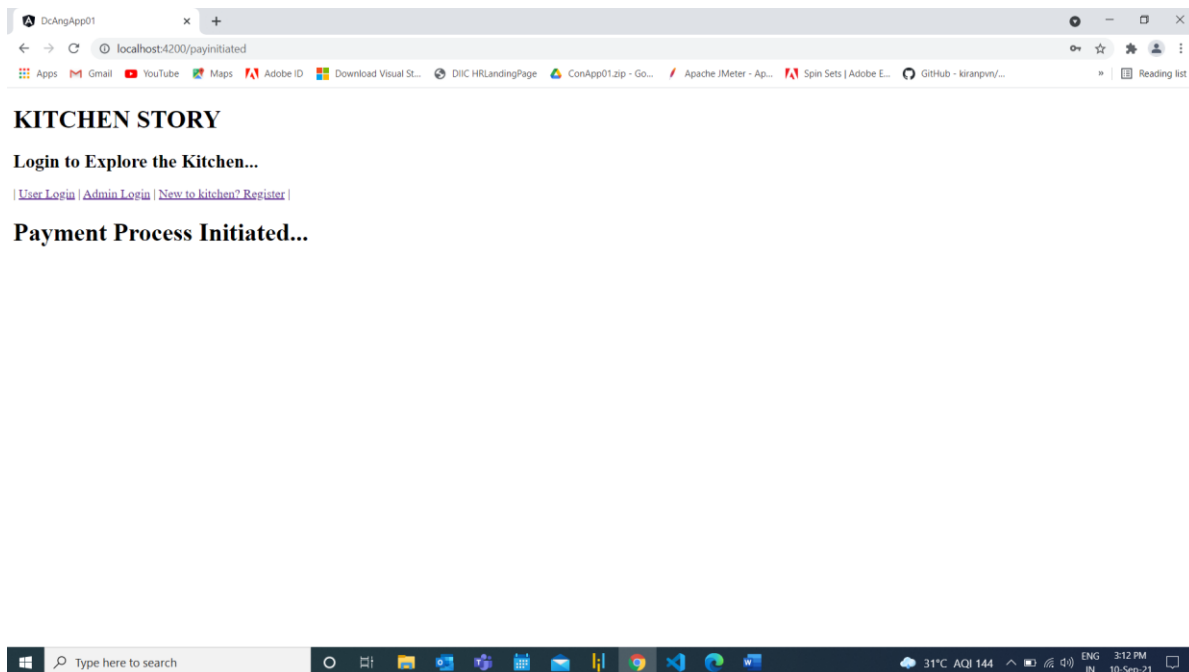 DcAngApp01
localhost:4200/payinitiated
Apps Gmail YouTube Maps Adobe ID Download Visual St... DIIC HRLandingPage ConApp01.zip - Go... Apache JMeter - Ap... Spin Sets | Adobe E... GitHub - kiranpvn/... » Reading list
KITCHEN STORY
Login to Explore the Kitchen...
| User Login | Admin Login | New to kitchen? Register |
Payment Process Initiated...
Type here to search
31°C AQI 144
ENG
IN
3:12 PM
10-Sep-21